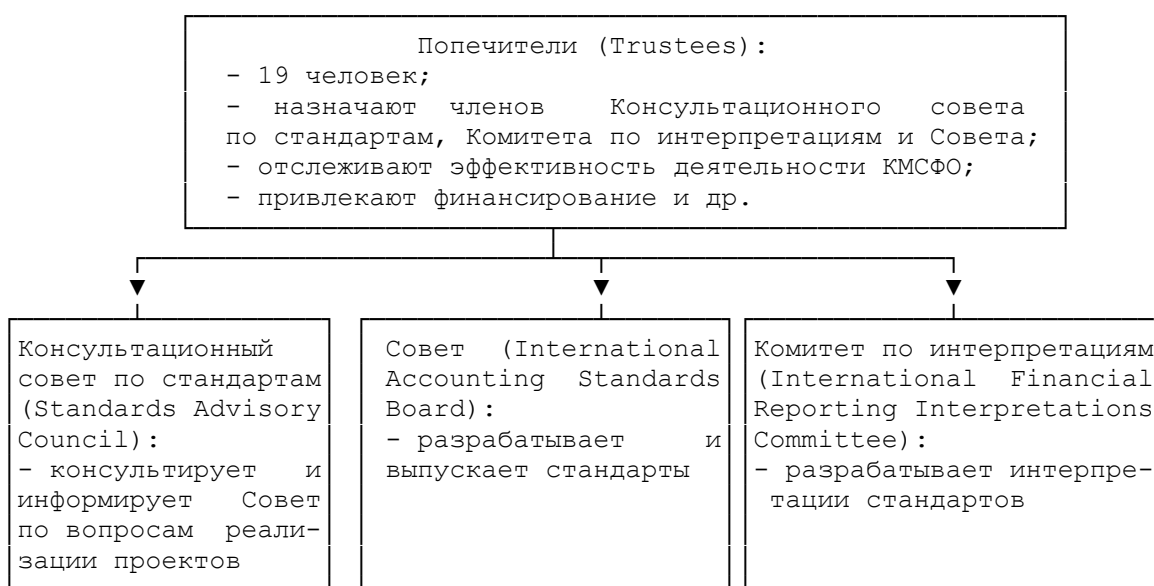 Попечители (Trustees):
- 19 человек;
- назначают членов Консультационного совета
по стандартам, Комитета по интерпретациям и Совета;
- отслеживают эффективность деятельности КМСФО;
- привлекают финансирование и др.
Консультационный
совет по стандартам
(Standards Advisory
Council):
- консультирует и
информирует Совет
по вопросам реали-
зации проектов
Совет (International
Accounting Standards
Board):
- разрабатывает и
выпускает стандарты
Комитет по интерпретациям
(International Financial
Reporting Interpretations
Committee):
- разрабатывает интерпре-
тации стандартов